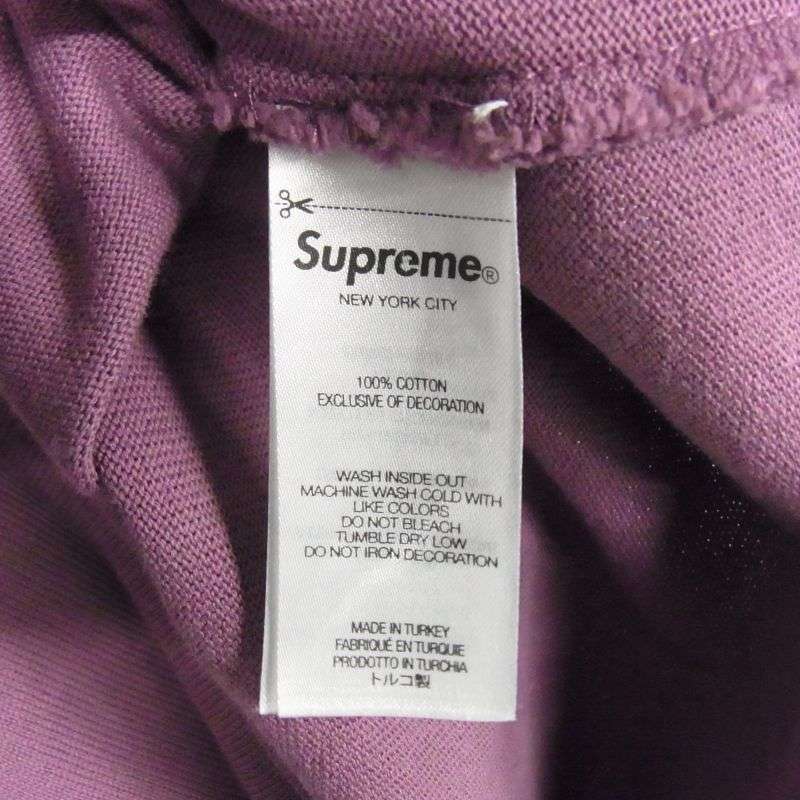 Supreme®
NEW YORK CITY
100% COTTON
EXCLUSIVE OF DECORATION
WASH INSIDE OUT
MACHINE WASH COLD WITH
LIKE COLORS
DO NOT BLEACH
TUMBLE DRY LOW
DO NOT IRON DECORATION
MADE IN TURKEY
FABRIQUÉ EN TURQUIE
PRODOTTO IN TURCHIA
トルコ製